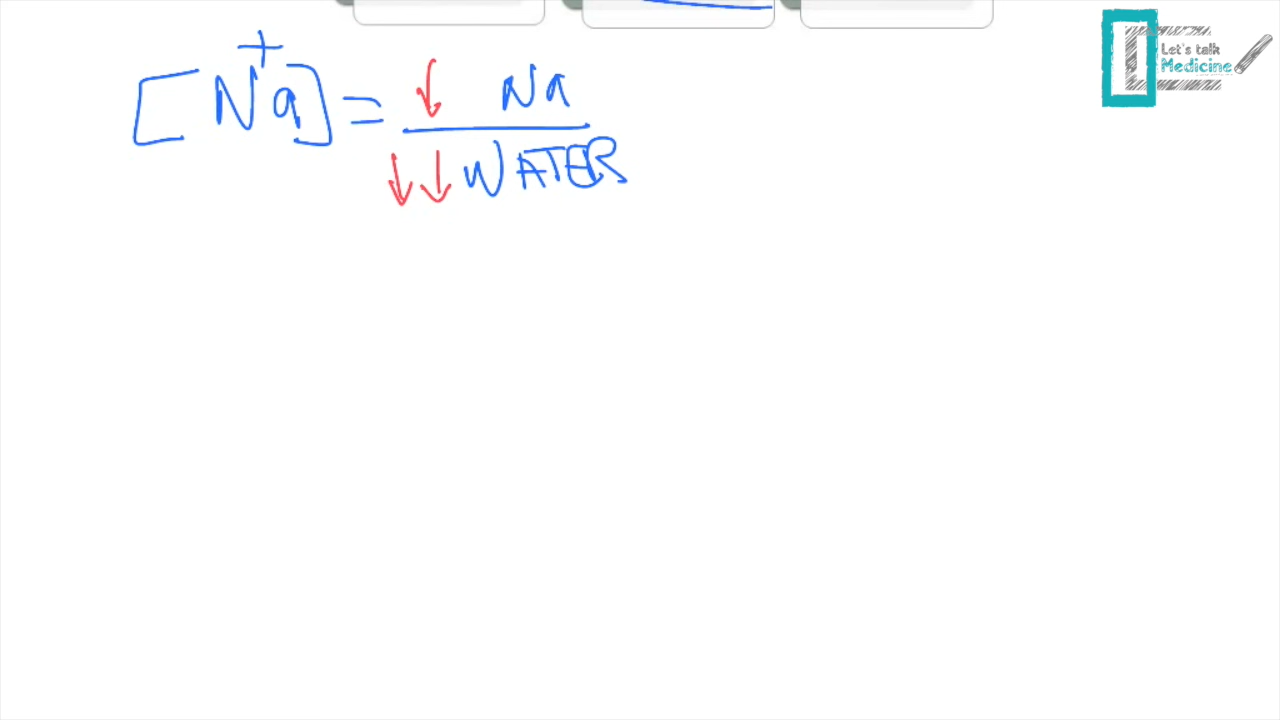 [Na+] = ↓ Na
↓↓ WATER
Let's talk
Medicine